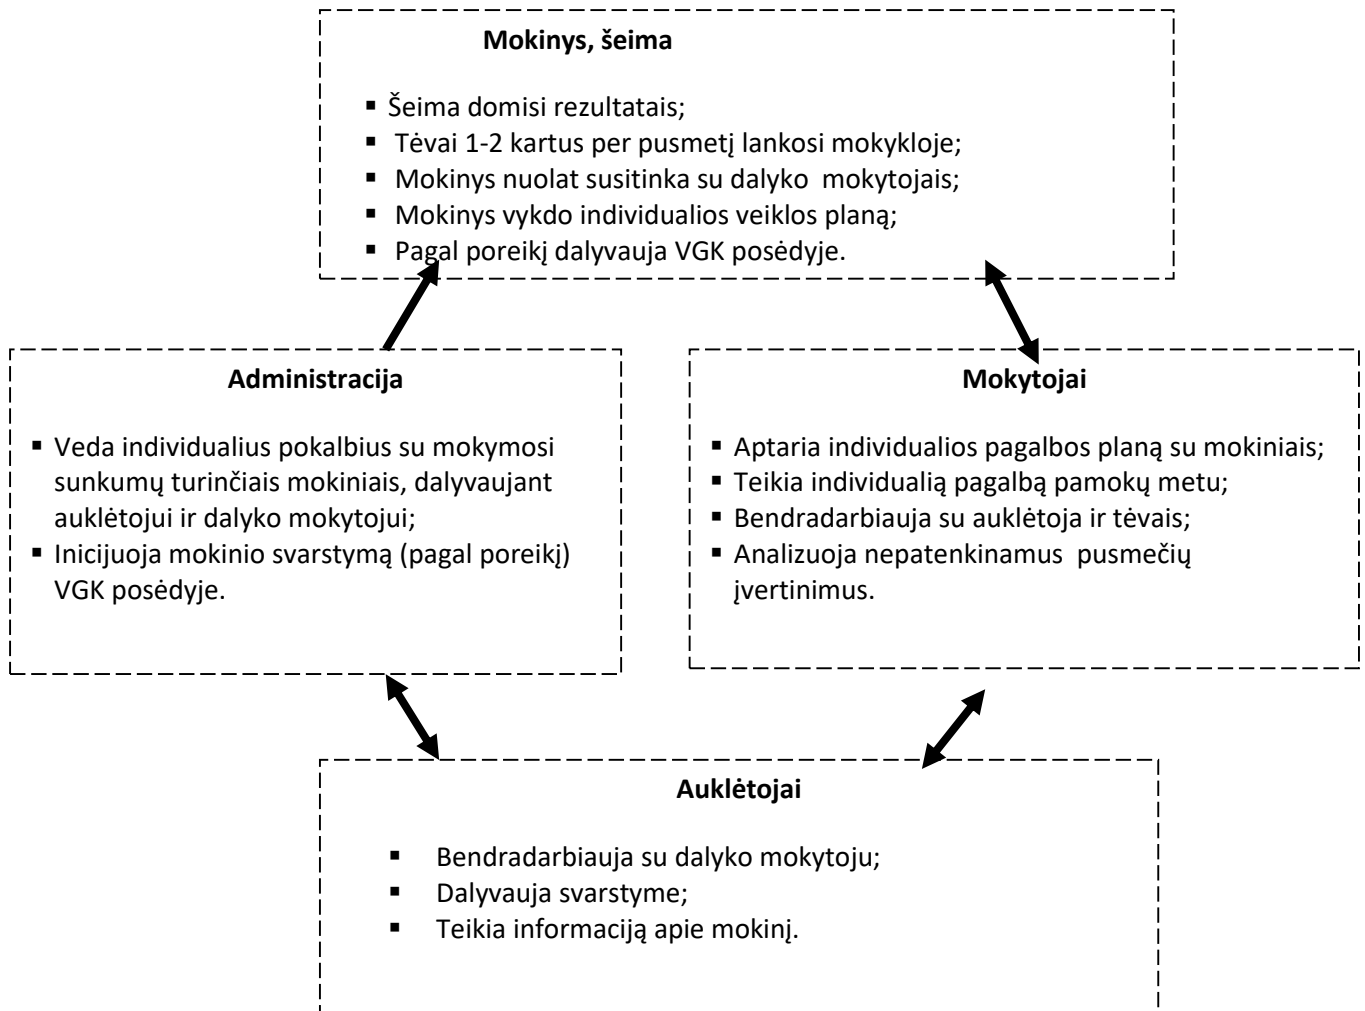 Mokinys, šeima
▪ Šeima domisi rezultatais;
▪ Tėvai 1-2 kartus per pusmetį lankosi mokykloje;
▪ Mokinys nuolat susitinka su dalyko mokytojais;
▪ Mokinys vykdo individualios veiklos planą;
▪ Pagal poreikį dalyvauja VGK posėdyje.
Administracija
▪ Veda individualius pokalbius su mokymosi
sunkumų turinčiais mokiniais, dalyvaujant
auklėtojui ir dalyko mokytojui;
▪ Inicijuoja mokinio svarstymą (pagal poreikį)
VGK posėdyje.
Mokytojai
▪ Aptaria individualios pagalbos planą su mokiniais;
▪ Teikia individualią pagalbą pamokų metu;
▪ Bendradarbiauja su auklėtoja ir tėvais;
▪ Analizuoja nepatenkinamus pusmečių
įvertinimus.
Auklėtojai
▪ Bendradarbiauja su dalyko mokytoju;
▪ Dalyvauja svarstyme;
▪ Teikia informaciją apie mokinį.